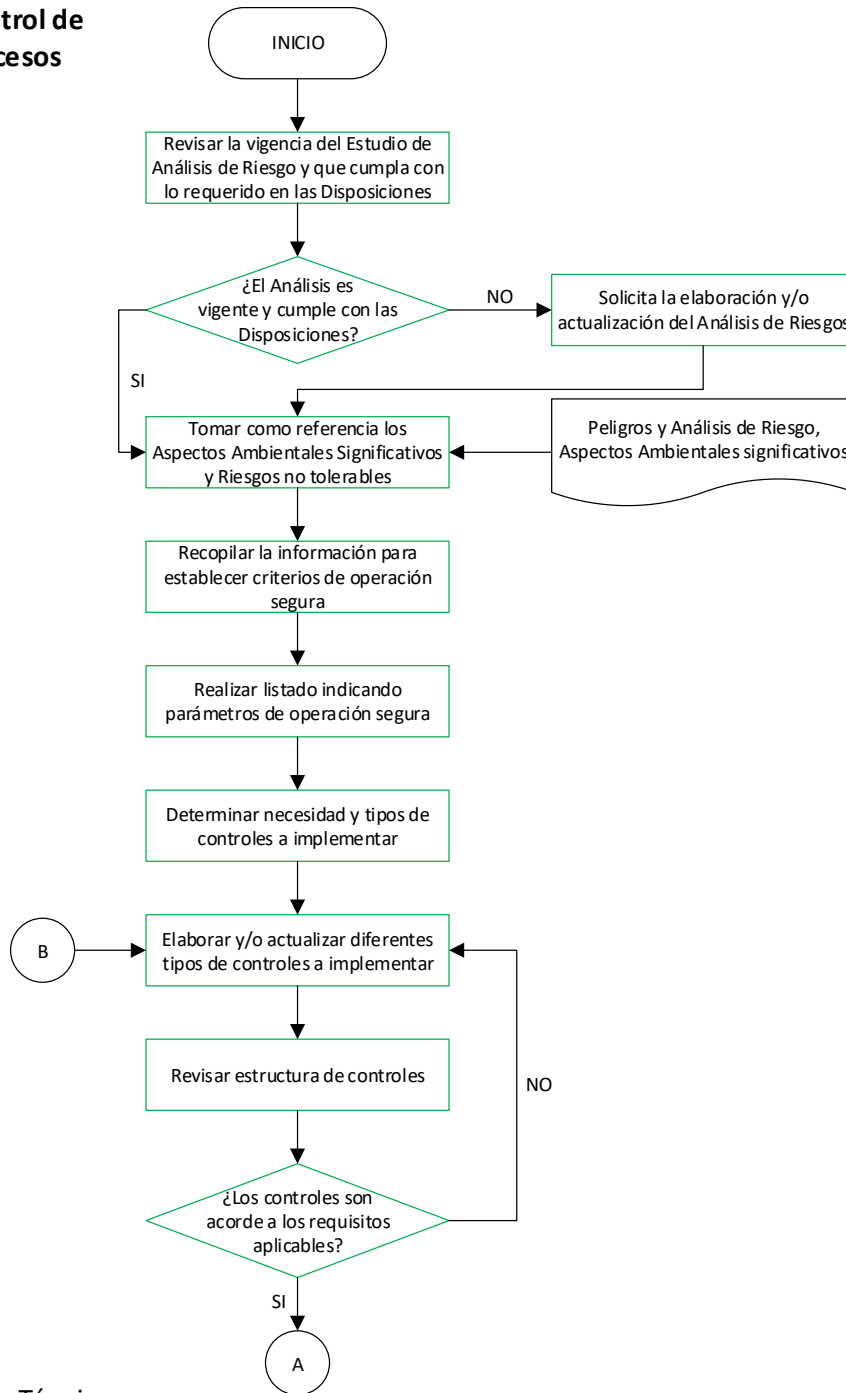 trol de
cesos
INICIO
Revisar la vigencia del Estudio de
Análisis de Riesgo y que cumpla con
lo requerido en las Disposiciones
¿El Análisis es
vigente y cumple con las
Disposiciones?
NO
Solicita la elaboración y/o
actualización del Análisis de Riesgos
SI
Tomar como referencia los
Aspectos Ambientales Significativos
y Riesgos no tolerables
Peligros y Análisis de Riesgo,
Aspectos Ambientales significativos
Recopilar la información para
establecer criterios de operación
segura
Realizar listado indicando
parámetros de operación segura
Determinar necesidad y tipos de
controles a implementar
B
Elaborar y/o actualizar diferentes
tipos de controles a implementar
Revisar estructura de controles
NO
¿Los controles son
acorde a los requisitos
aplicables?
SI
A